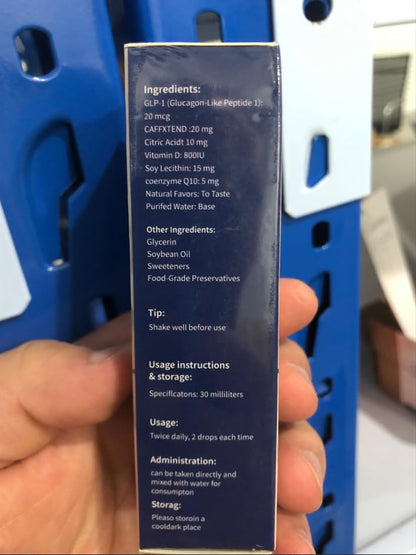 Ingredients:
GLP-1 (Glucagon-Like Peptide 1):
20 mcg
CAFFXTEND :20 mg
Citric Acidt 10 mg
Vitamin D: 800IU
Soy Lecithin: 15 mg
coenzyme Q10: 5 mg
Natural Favors: To Taste
Purifed Water: Base
Other Ingredients:
Glycerin
Soybean Oil
Sweeteners
Food-Grade Preservatives
Tip:
Shake well before use
Usage instructions
& storage:
Specificatons: 30 milliliters
Usage:
Twice daily, 2 drops each time
Administration:
can be taken directly and
mixed with water for
consumpton
Storag:
Pleaso storoin a
cooldark place